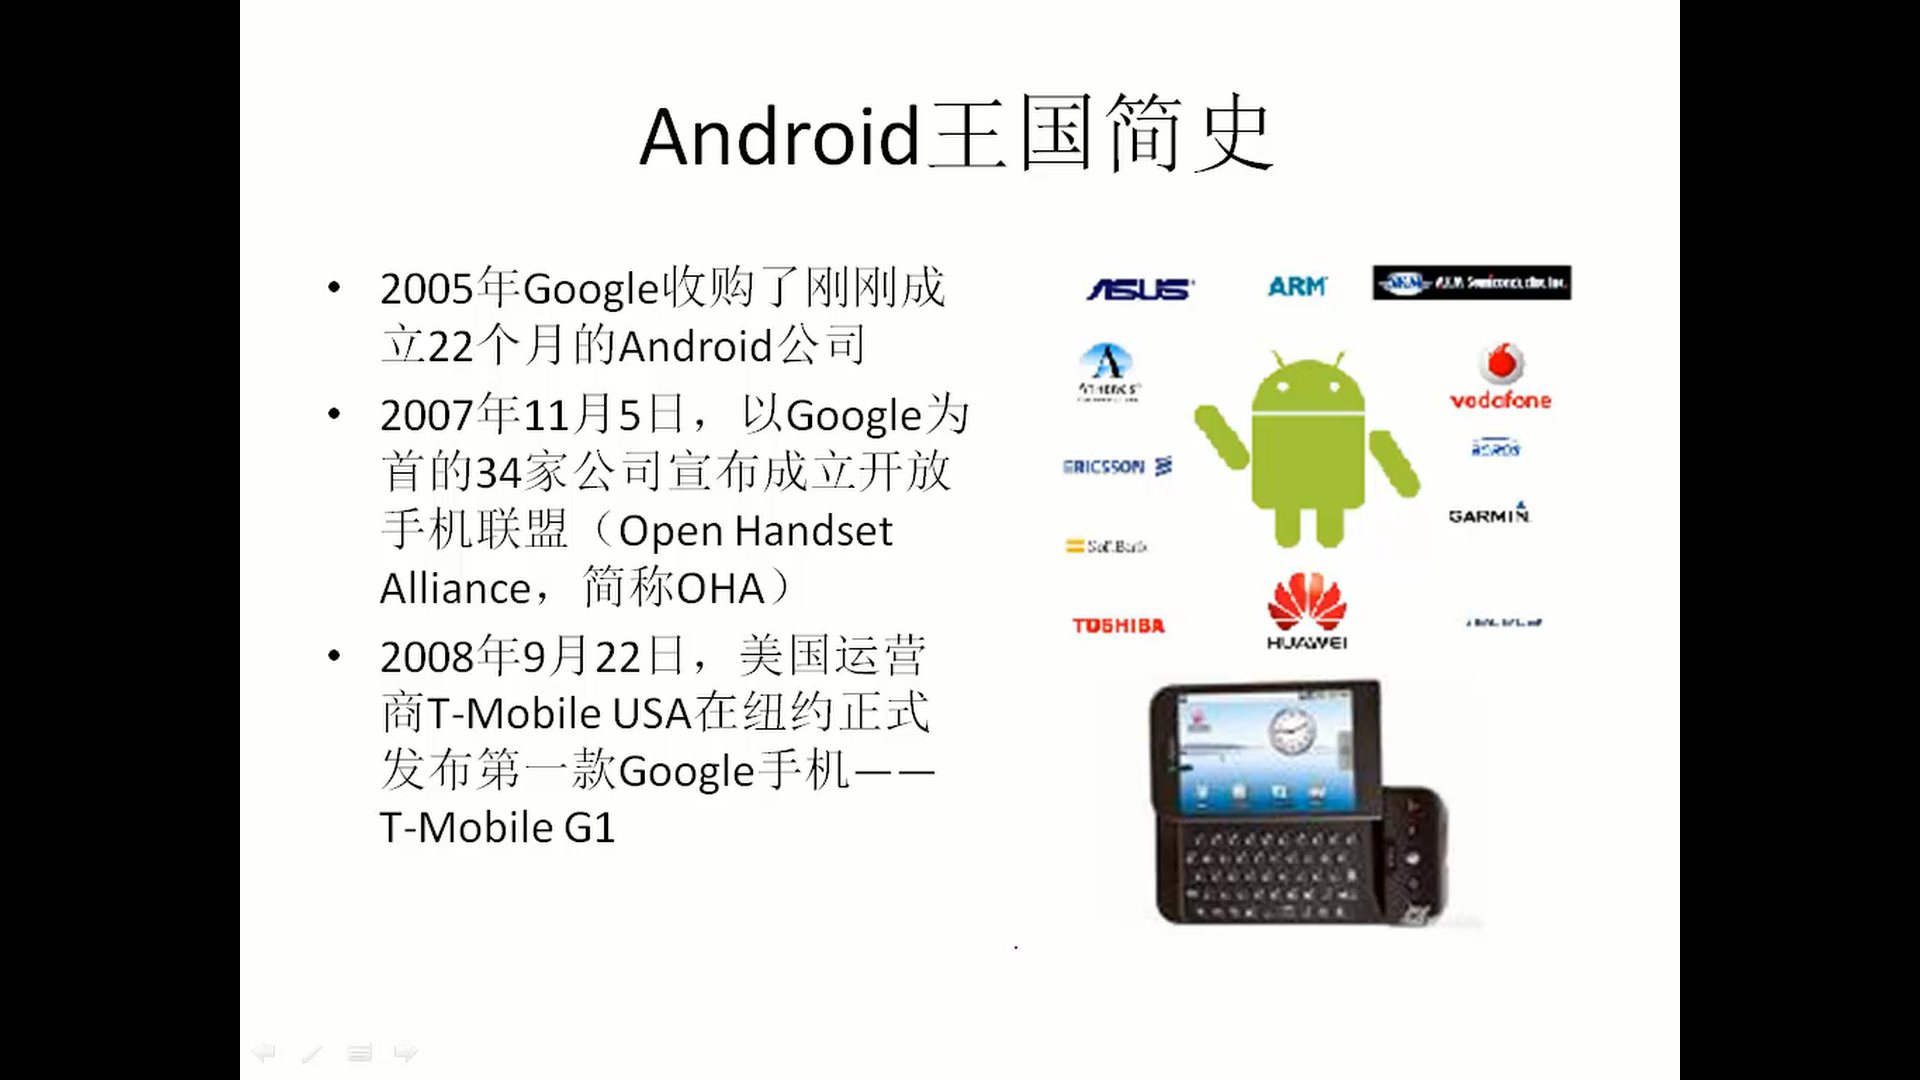 Android王国简史
• 2005年Google收购了刚刚成
立22个月的Android公司
• 2007年11月5日，以Google为
首的34家公司宣布成立开放
手机联盟（Open Handset
Alliance，简称OHA）
• 2008年9月22日，美国运营
商T-Mobile USA在纽约正式
发布第一款Google手机——
T-Mobile G1
ASUS
ARM
AKM Semiconductor, Inc.
ATHEROS
vodafone
ERICSSON
GARMIN
SoftBank
TOSHIBA
HUAWEI